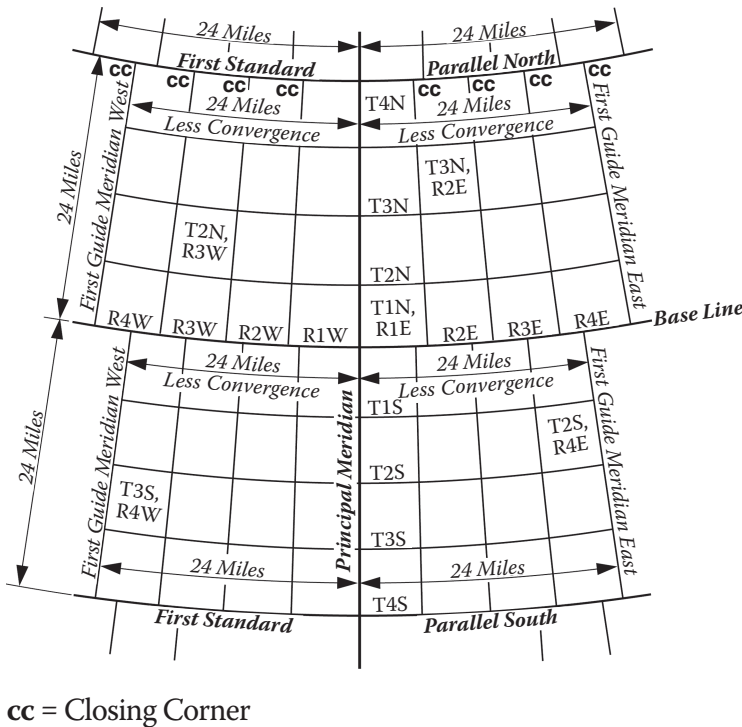 24 Miles 24 Miles
First Standard Parallel North
cc cc cc cc cc cc cc cc
T4N
24 Miles 24 Miles
Less Convergence Less Convergence
24 Miles
First Guide Meridian West
First Guide Meridian East
T3N,
R2E
T3N
T2N,
R3W
T2N
T1N,
R1E
R4W R3W R2W R1W R2E R3E R4E
Base Line
24 Miles 24 Miles
Less Convergence Less Convergence
24 Miles
First Guide Meridian West
Principal Meridian
First Guide Meridian East
T1S
T2S,
R4E
T2S
T3S,
R4W
T3S
24 Miles 24 Miles
T4S
First Standard Parallel South
cc = Closing Corner